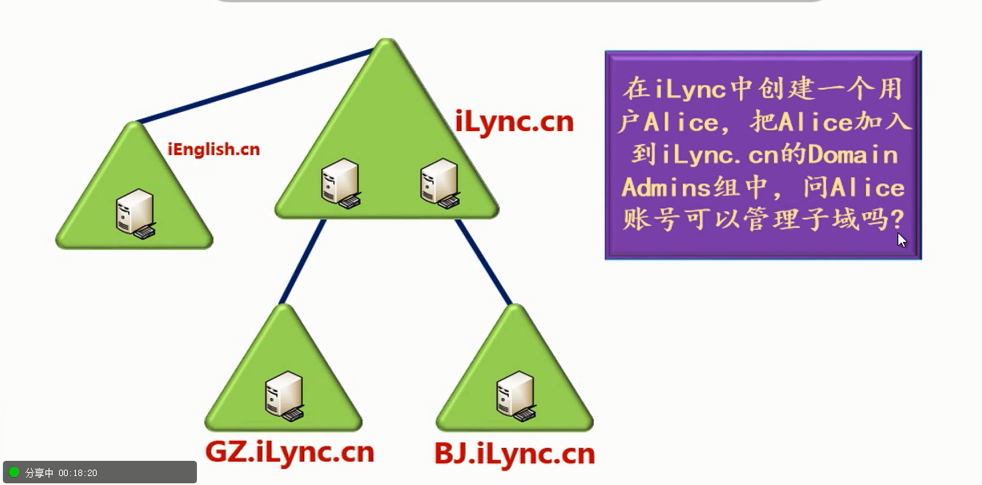 iLync.cn
iEnglish.cn
在iLync中创建一个用
户Alice，把Alice加入
到iLync.cn的Domain
Admins组中，问Alice
账号可以管理子域吗?
GZ.iLync.cn
BJ.iLync.cn
分享中 00:18:20